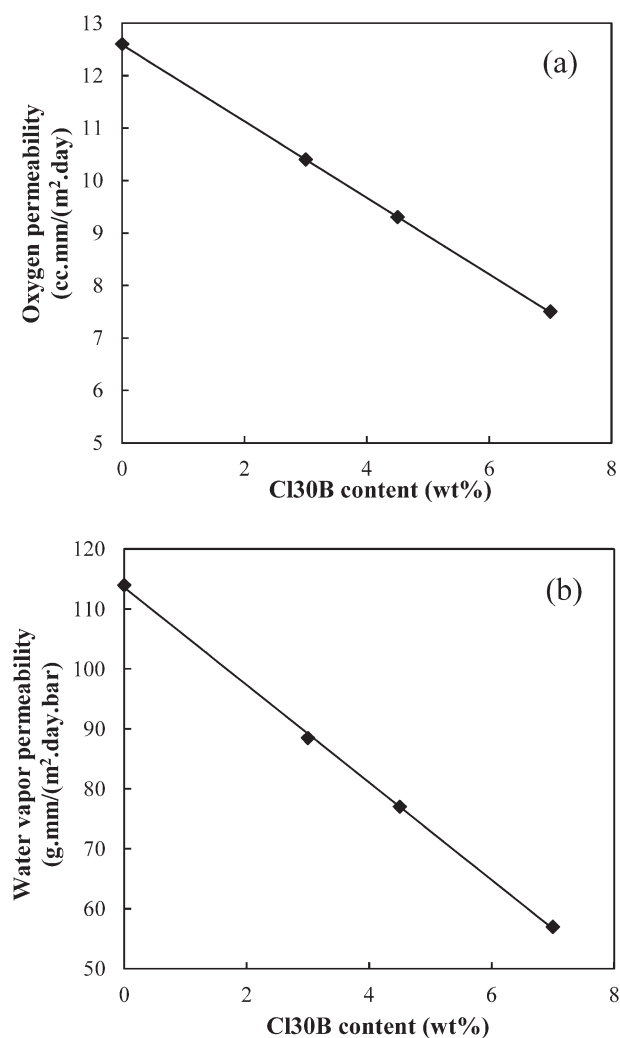 (a)
Oxygen permeability
(cc.mm/(m².day)
13
12
11
10
9
8
7
6
5
0 2 4 6 8
Cl30B content (wt%)
(b)
Water vapor permeability
(g.mm/(m².day.bar)
120
110
100
90
80
70
60
50
0 2 4 6 8
Cl30B content (wt%)